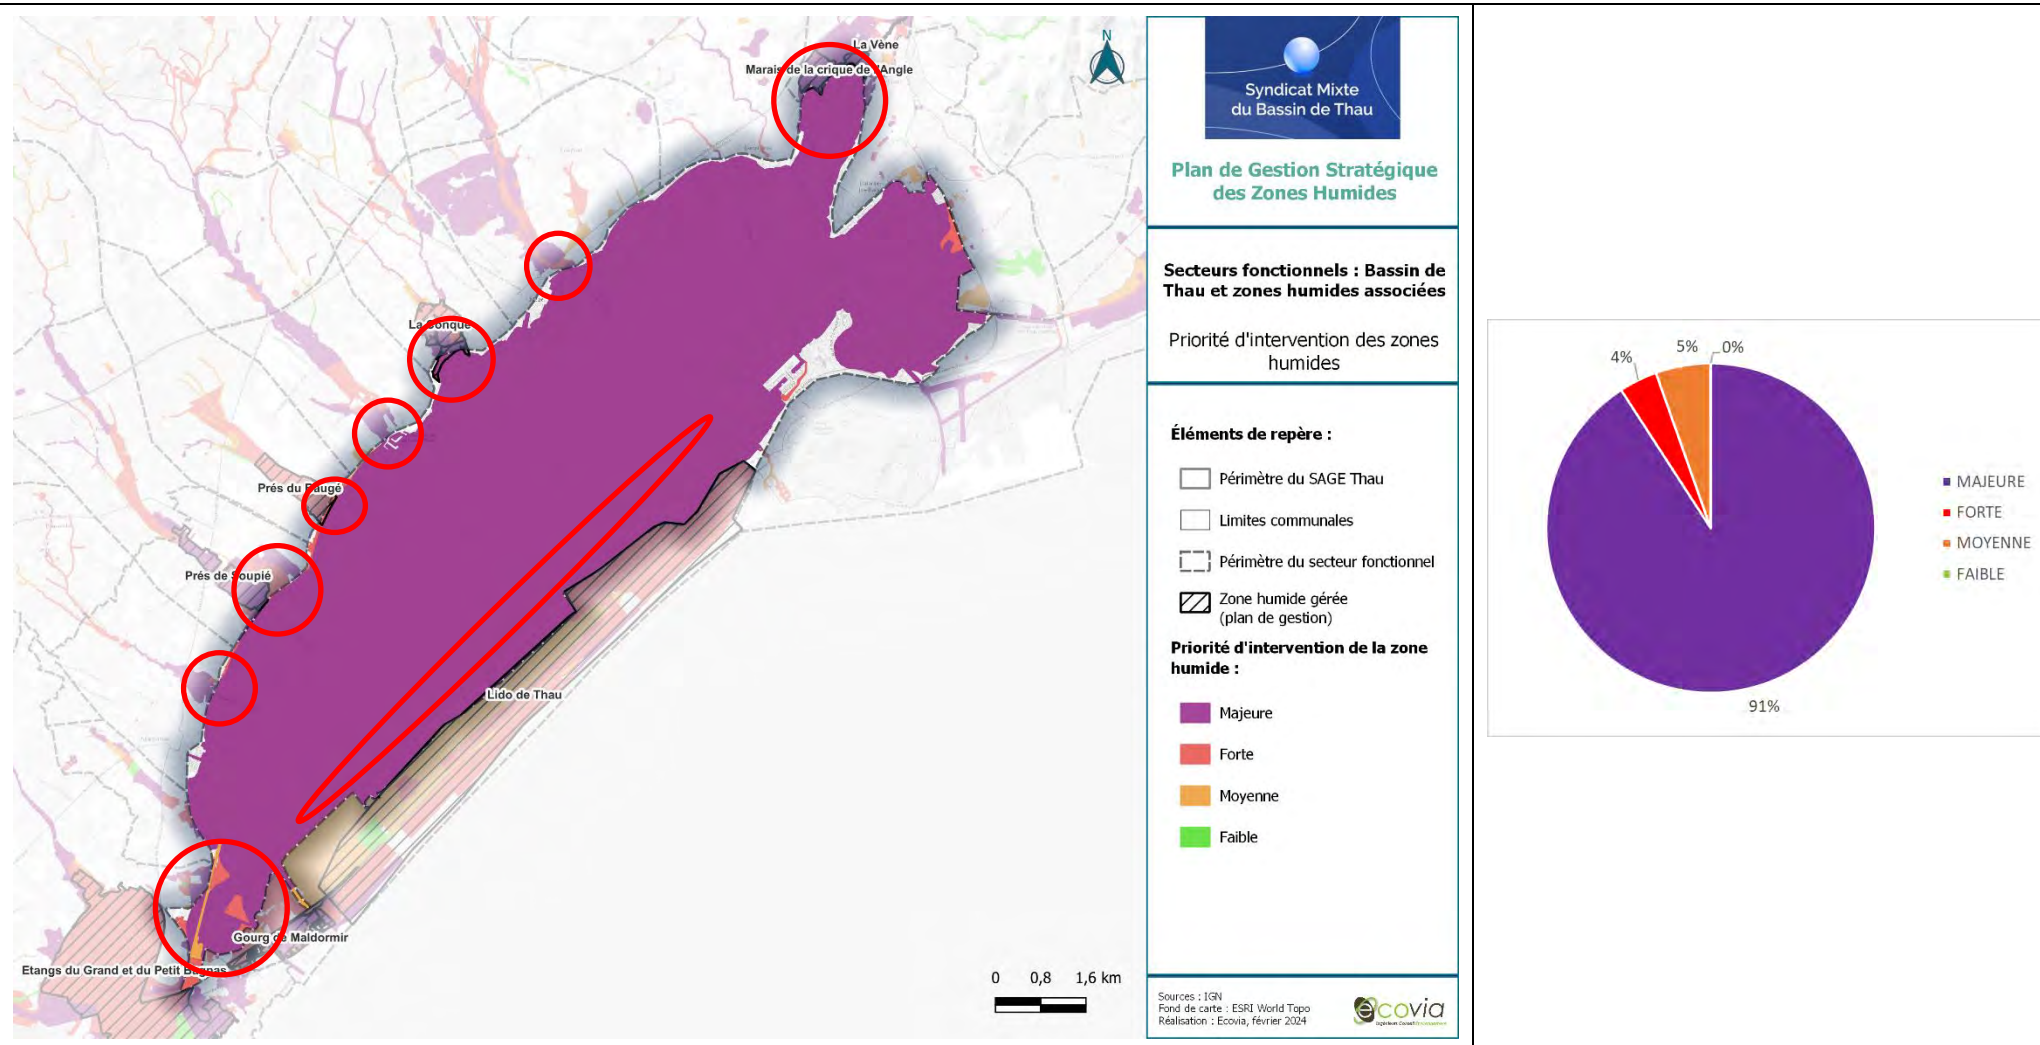 La Vène
Marais de la crique de l'Angle
N
La Conque
Prés du Baugé
Prés de Soupié
Lido de Thau
Gourg de Maldormir
Etangs du Grand et du Petit Bagnas
0 0,8 1,6 km
Syndicat Mixte
du Bassin de Thau
Plan de Gestion Stratégique
des Zones Humides
Secteurs fonctionnels : Bassin de
Thau et zones humides associées
Priorité d'intervention des zones
humides
Éléments de repère :
Périmètre du SAGE Thau
Limites communales
Périmètre du secteur fonctionnel
Zone humide gérée
(plan de gestion)
Priorité d'intervention de la zone
humide :
Majeure
Forte
Moyenne
Faible
Sources : IGN
Fond de carte : ESRI World Topo
Réalisation : Ecovia, février 2024
ecovia
4%
5%
0%
91%
MAJEURE
FORTE
MOYENNE
FAIBLE